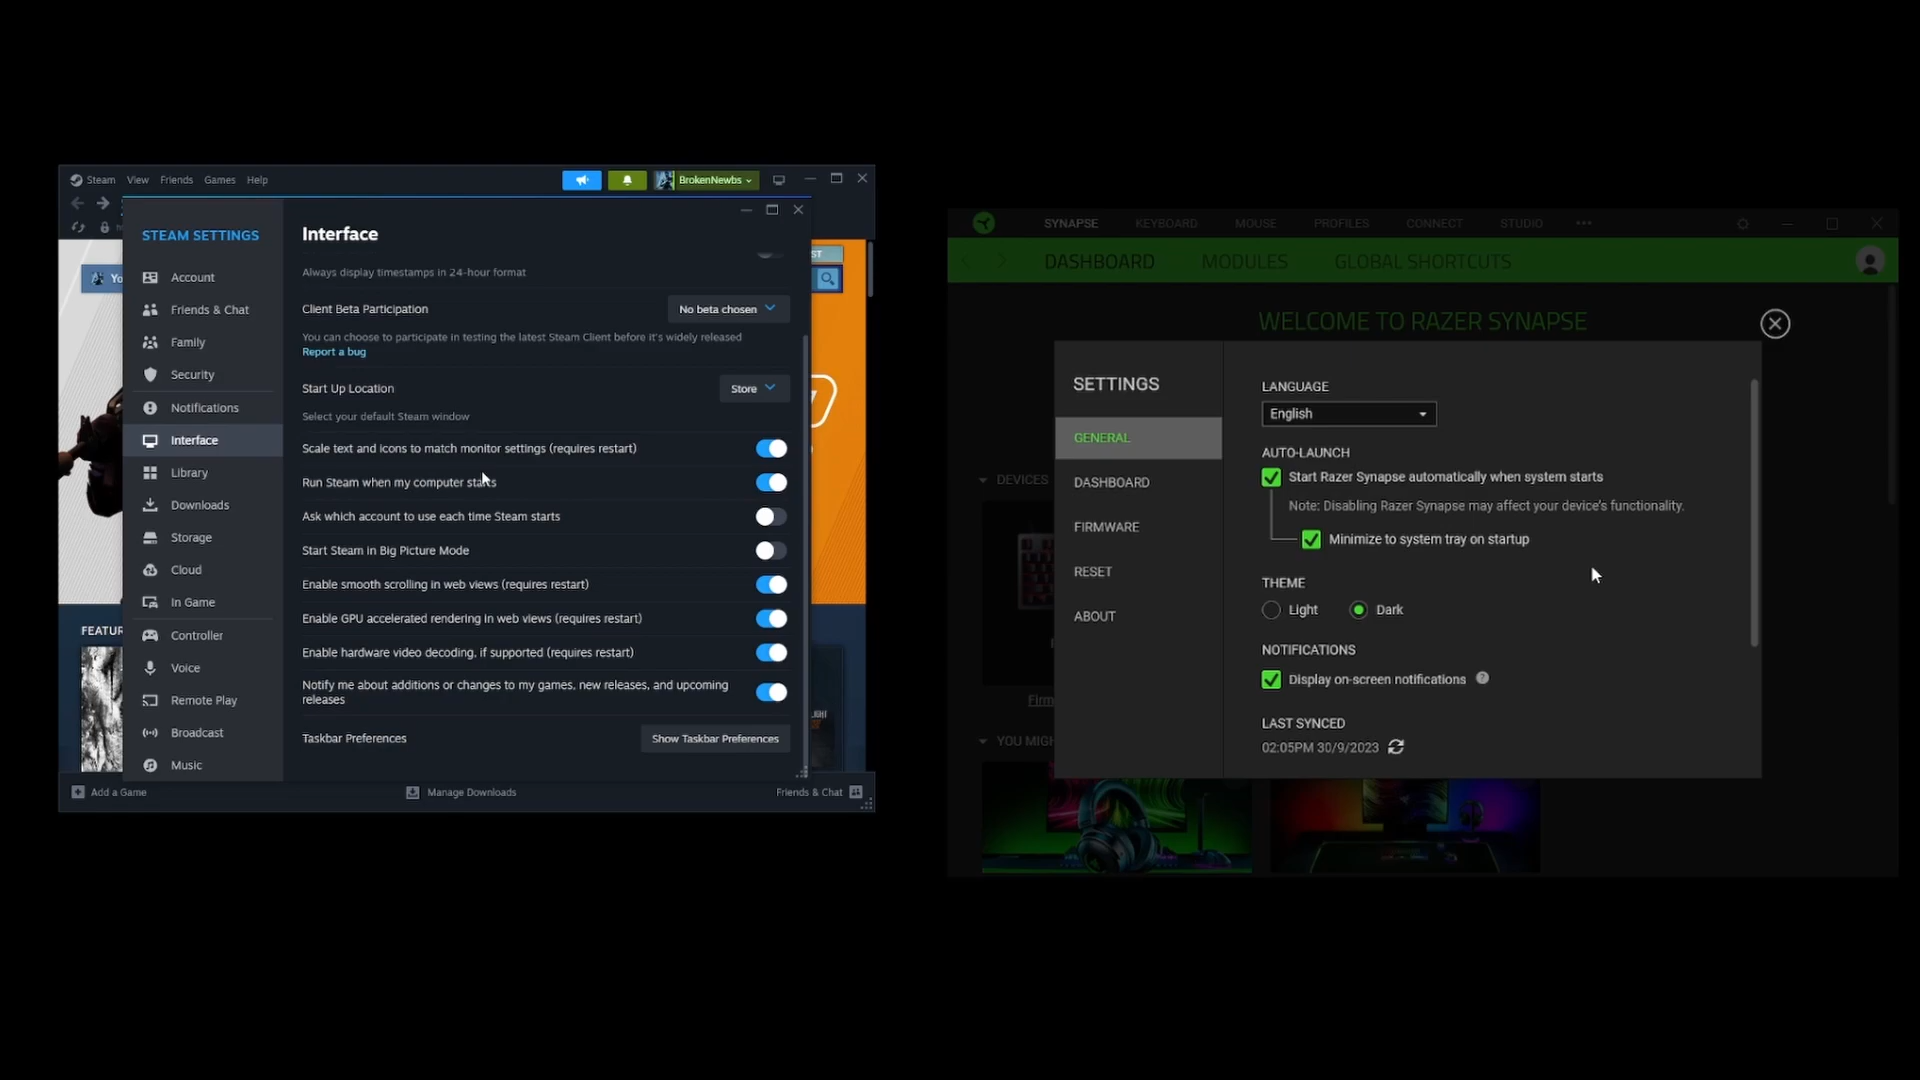 Steam View Friends Games Help
BrokenNewbs
STEAM SETTINGS
Account
Friends & Chat
Family
Security
Notifications
Interface
Library
Downloads
Storage
Cloud
In Game
Controller
Voice
Remote Play
Broadcast
Music
Interface
Always display timestamps in 24-hour format
Client Beta Participation
No beta chosen
You can choose to participate in testing the latest Steam Client before it's widely released
Report a bug
Start Up Location
Store
Select your default Steam window
Scale text and icons to match monitor settings (requires restart)
Run Steam when my computer starts
Ask which account to use each time Steam starts
Start Steam in Big Picture Mode
Enable smooth scrolling in web views (requires restart)
Enable GPU accelerated rendering in web views (requires restart)
Enable hardware video decoding, if supported (requires restart)
Notify me about additions or changes to my games, new releases, and upcoming
releases
Taskbar Preferences
Show Taskbar Preferences
Add a Game
Manage Downloads
Friends & Chat
SYNAPSE KEYBOARD MOUSE PROFILES CONNECT STUDIO
DASHBOARD MODULES GLOBAL SHORTCUTS
WELCOME TO RAZER SYNAPSE
DEVICES
SETTINGS
GENERAL
DASHBOARD
FIRMWARE
RESET
ABOUT
LANGUAGE
English
AUTO-LAUNCH
Start Razer Synapse automatically when system starts
Note: Disabling Razer Synapse may affect your device's functionality.
Minimize to system tray on startup
THEME
Light
Dark
NOTIFICATIONS
Display on-screen notifications
LAST SYNCED
02:05PM 30/9/2023